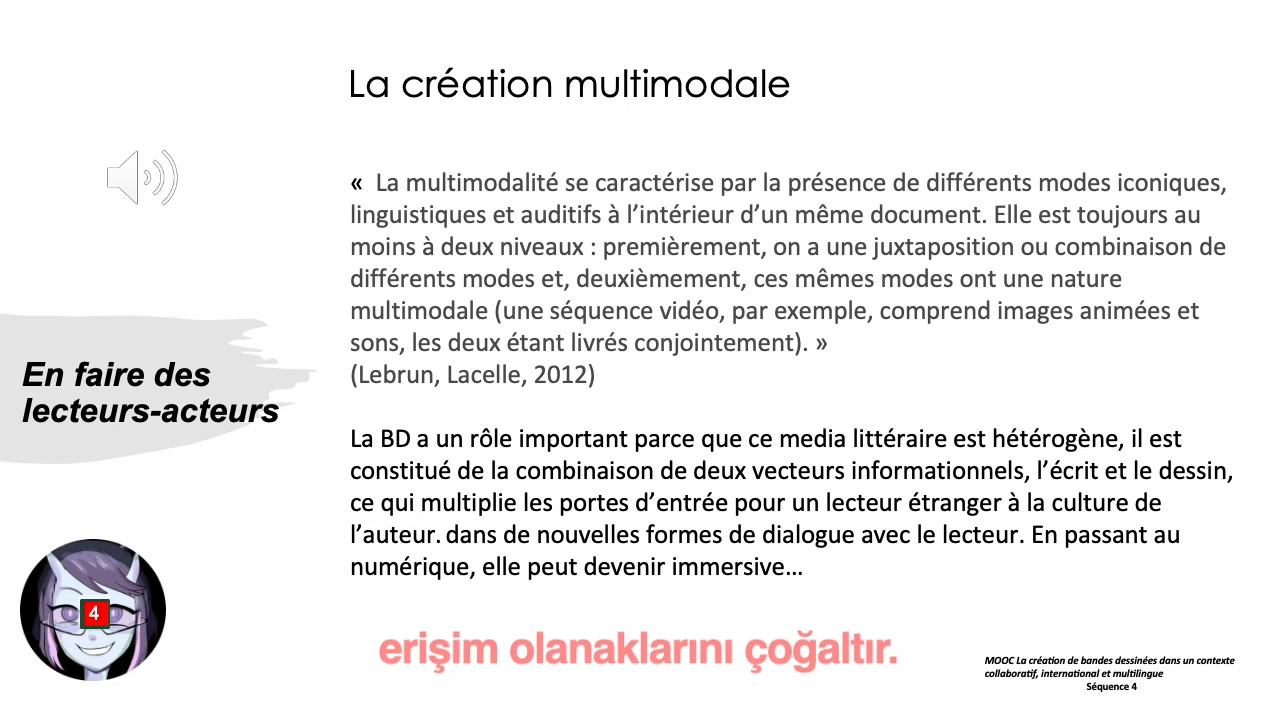 La création multimodale
«  La multimodalité se caractérise par la présence de différents modes iconiques,
linguistiques et auditifs à l’intérieur d’un même document. Elle est toujours au
moins à deux niveaux : premièrement, on a une juxtaposition ou combinaison de
différents modes et, deuxièmement, ces mêmes modes ont une nature
multimodale (une séquence vidéo, par exemple, comprend images animées et
sons, les deux étant livrés conjointement). »
(Lebrun, Lacelle, 2012)
En faire des
lecteurs-acteurs
La BD a un rôle important parce que ce media littéraire est hétérogène, il est
constitué de la combinaison de deux vecteurs informationnels, l’écrit et le dessin,
ce qui multiplie les portes d’entrée pour un lecteur étranger à la culture de
l’auteur. dans de nouvelles formes de dialogue avec le lecteur. En passant au
numérique, elle peut devenir immersive…
4
erişim olanaklarını çoğaltır.
MOOC La création de bandes dessinées dans un contexte
collaboratif, international et multilingue
Séquence 4